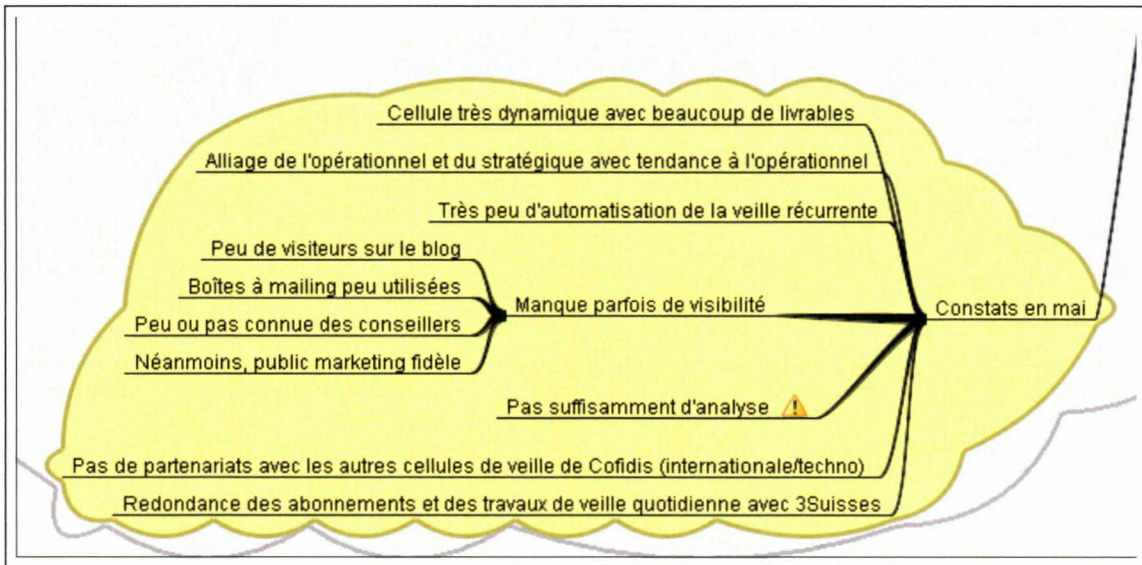 Cellule très dynamique avec beaucoup de livrables
Alliage de l'opérationnel et du stratégique avec tendance à l'opérationnel
Très peu d'automatisation de la veille récurrente
Peu de visiteurs sur le blog
Boîtes à mailing peu utilisées
Peu ou pas connue des conseillers
Néanmoins, public marketing fidèle
Manque parfois de visibilité
Constats en mai
Pas suffisamment d'analyse
Pas de partenariats avec les autres cellules de veille de Cofidis (internationale/techno)
Redondance des abonnements et des travaux de veille quotidienne avec 3Suisses